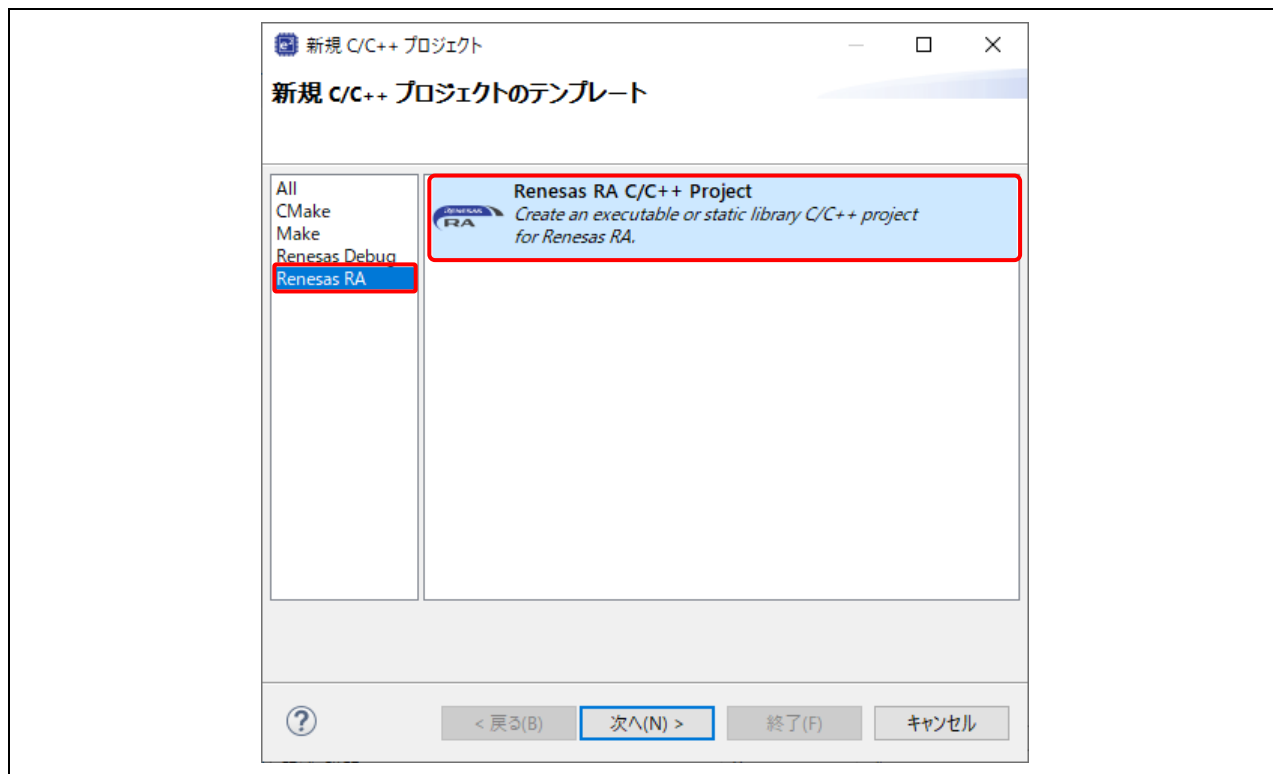 新規 C/C++ プロジェクト
新規 C/C++ プロジェクトのテンプレート
All
CMake
Make
Renesas Debug
Renesas RA
Renesas RA C/C++ Project
RENESAS
RA
Create an executable or static library C/C++ project
for Renesas RA.
?
< 戻る(B)
次へ(N) >
終了(F)
キャンセル